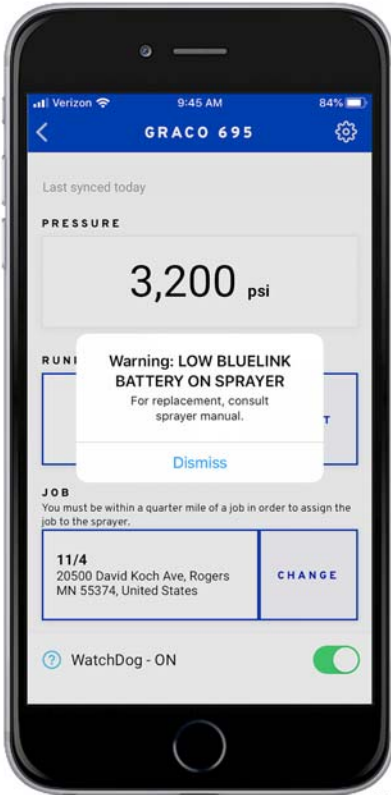 Verizon 9:45 AM 84%
GRACO 695
Last synced today
PRESSURE
3,200 psi
Warning: LOW BLUELINK
BATTERY ON SPRAYER
For replacement, consult
sprayer manual.
Dismiss
JOB
You must be within a quarter mile of a job in order to assign the
job to the sprayer.
11/4
20500 David Koch Ave, Rogers
MN 55374, United States
CHANGE
? WatchDog - ON